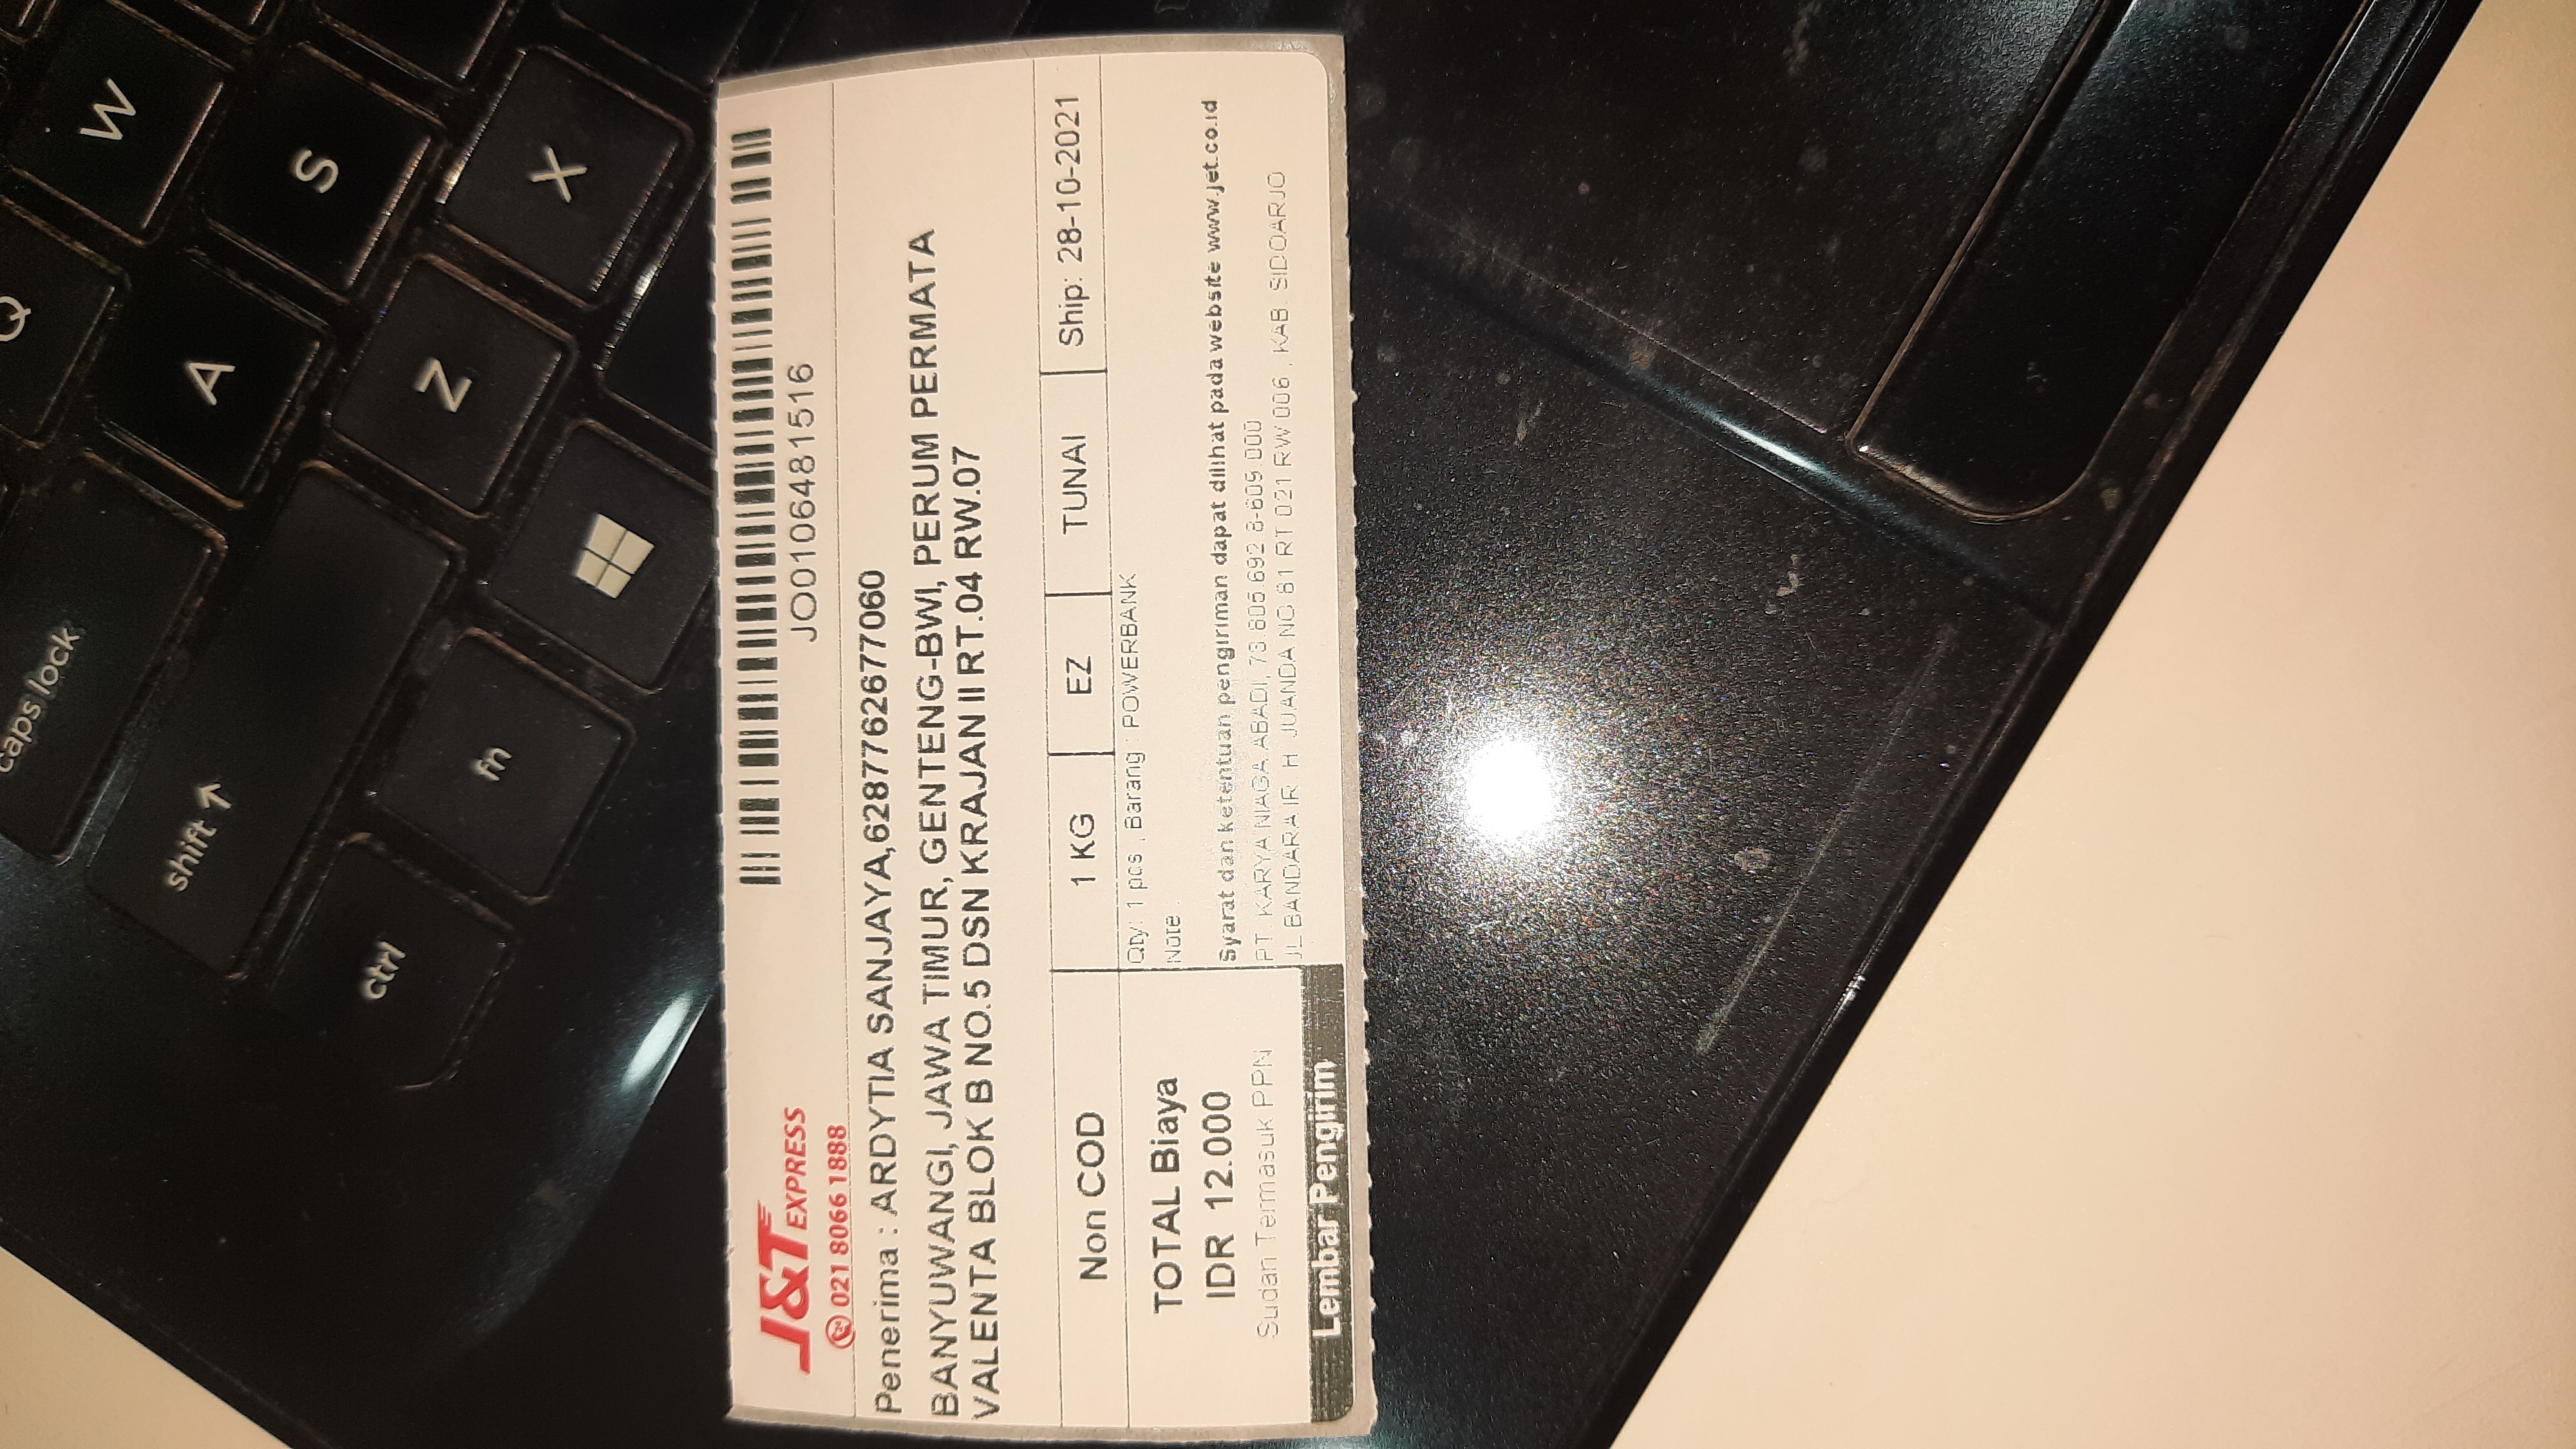 caps lock
Q
W
shift ↑
A
S
ctrl
fn
Z
X
J&T EXPRESS
021 8066 1888
JO0106481516
Penerima : ARDYTIA SANJAYA,6287762677060
BANYUWANGI, JAWA TIMUR, GENTENG-BWI, PERUM PERMATA
VALENTA BLOK B NO.5 DSN KRAJAN II RT.04 RW.07
Non COD
1 KG
EZ
TUNAI
Ship: 28-10-2021
TOTAL Biaya
IDR 12.000
Sudah Termasuk PPN
Lembar Pengirim
Qty: 1 pcs , Barang : POWERBANK
Note :
Syarat dan ketentuan pengiriman dapat dilihat pada website www.jet.co.id
PT. KARYA NIAGA ABADI, 73.805.692.8-609.000
JL BANDARA IR. H. JUANDA NO 81 RT 021 RW 006 , KAB. SIDOARJO